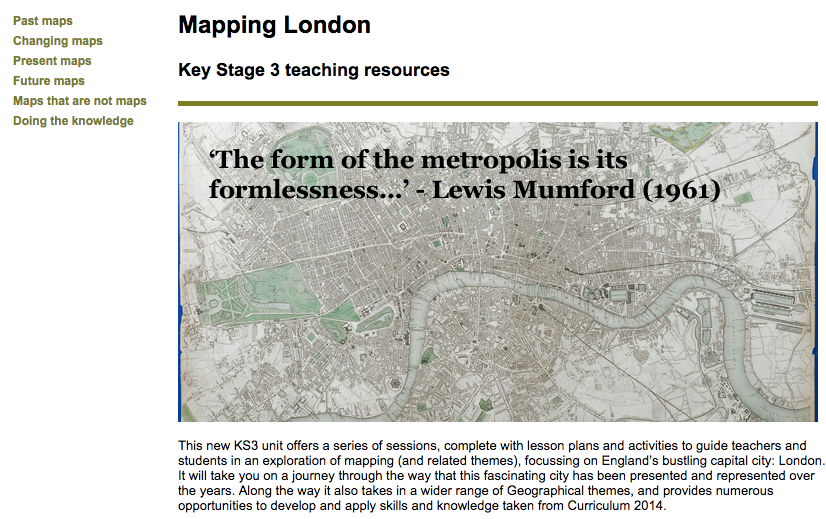 Past maps
Changing maps
Present maps
Future maps
Maps that are not maps
Doing the knowledge
Mapping London
Key Stage 3 teaching resources
‘The form of the metropolis is its
formlessness...’ - Lewis Mumford (1961)
This new KS3 unit offers a series of sessions, complete with lesson plans and activities to guide teachers and
students in an exploration of mapping (and related themes), focussing on England's bustling capital city: London.
It will take you on a journey through the way that this fascinating city has been presented and represented over
the years. Along the way it also takes in a wider range of Geographical themes, and provides numerous
opportunities to develop and apply skills and knowledge taken from Curriculum 2014.